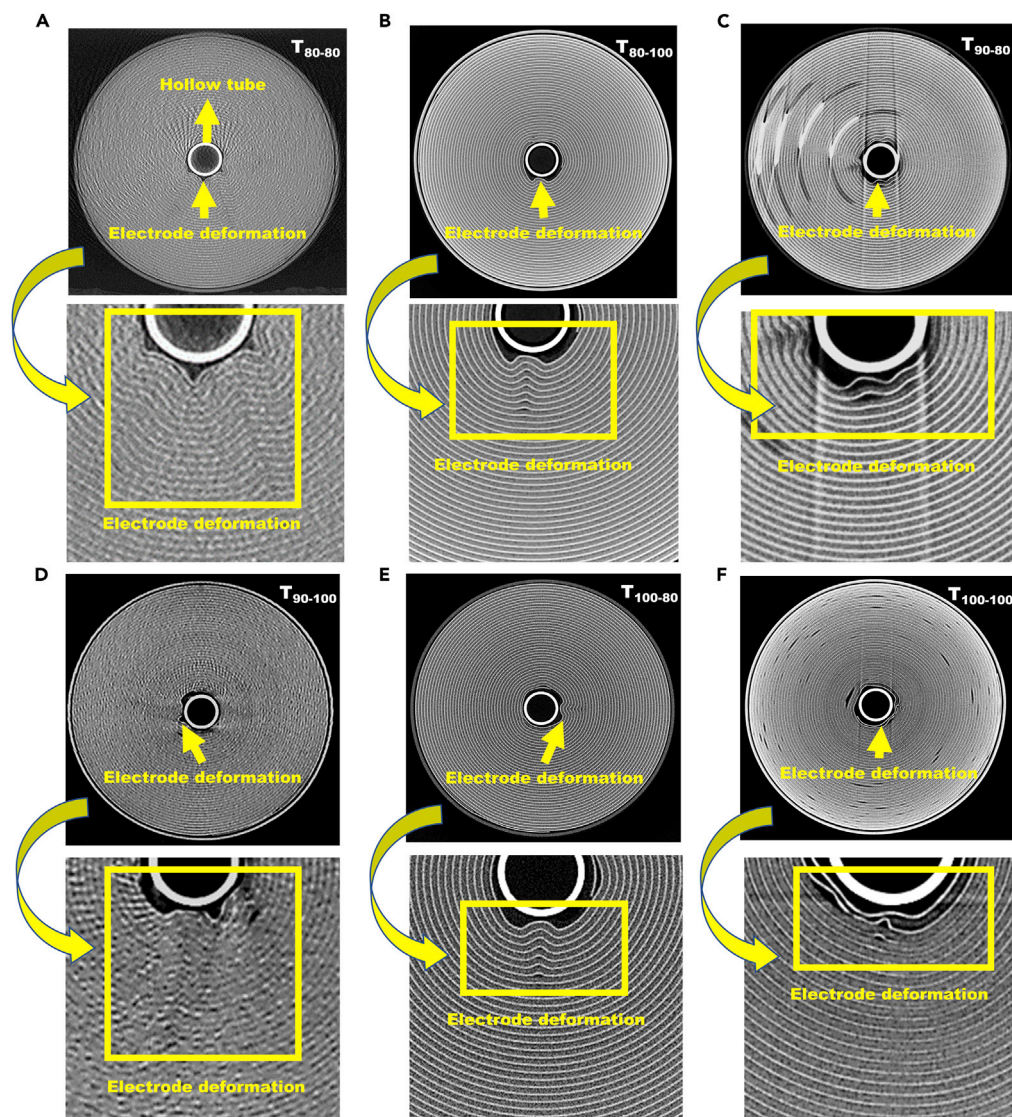 A
T80-80
Hollow tube
Electrode deformation
Electrode deformation
B
T80-100
Electrode deformation
Electrode deformation
C
T90-80
Electrode deformation
Electrode deformation
D
T90-100
Electrode deformation
Electrode deformation
E
T100-80
Electrode deformation
Electrode deformation
F
T100-100
Electrode deformation
Electrode deformation